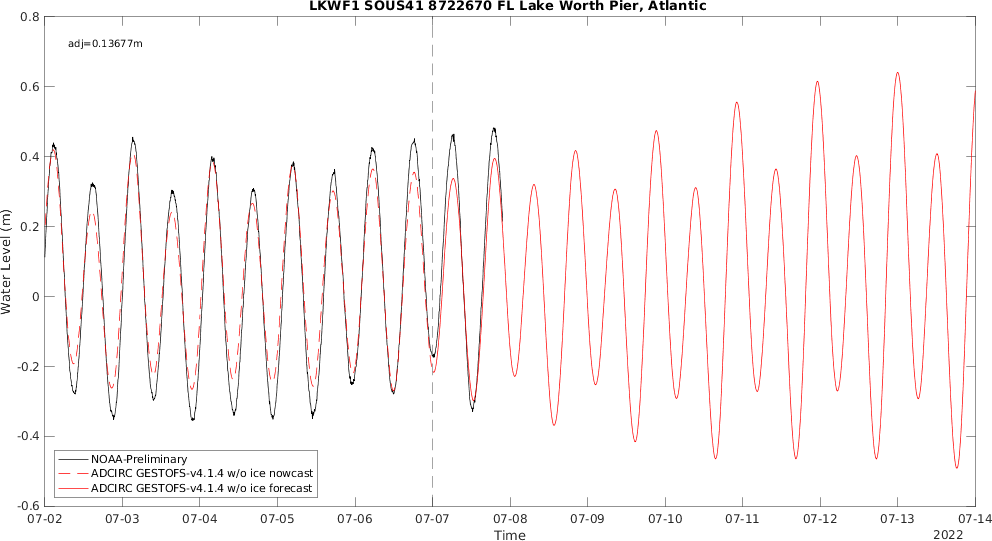 LKWF1 SOUS41 8722670 FL Lake Worth Pier, Atlantic
adj=0.13677m
0.8
0.6
0.4
0.2
0
-0.2
-0.4
-0.6
Water Level (m)
NOAA-Preliminary
ADCIRC GESTOFS-v4.1.4 w/o ice nowcast
ADCIRC GESTOFS-v4.1.4 w/o ice forecast
07-02 07-03 07-04 07-05 07-06 07-07 07-08 07-09 07-10 07-11 07-12 07-13 07-14
Time
2022